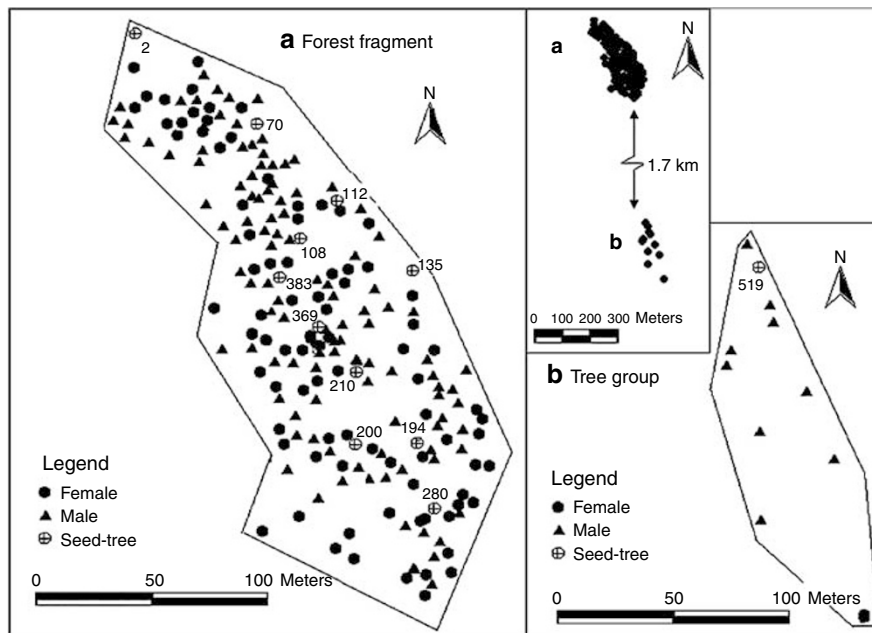 a Forest fragment
N
2
70
112
108
135
383
369
210
200
194
280
Legend
Female
Male
Seed-tree
0 50 100 Meters
a
N
1.7 km
b
0 100 200 300 Meters
b Tree group
N
519
Legend
Female
Male
Seed-tree
0 50 100 Meters